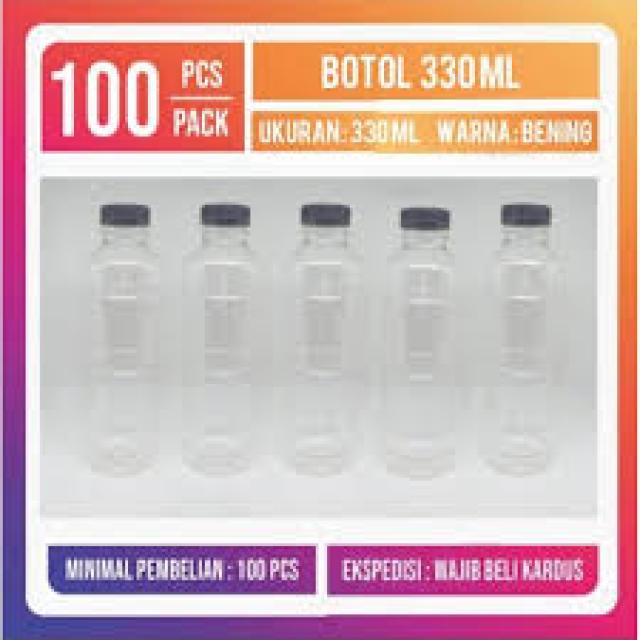 100 PCS
PACK
BOTOL 330ML
UKURAN: 330ML WARNA: BENING
MINIMAL PEMBELIAN : 100 PCS
EKSPEDISI : WAJIB BELI KARDUS